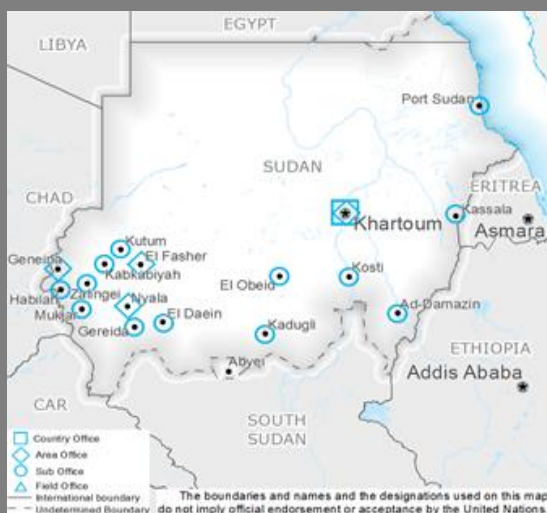 EGYPT
LIBYA
Port Sudan
SUDAN
CHAD
ERITREA
Kassala
Khartoum
Asmara
Kutum
El Fasher
Geneina
Kabkabiyah
Zalingei
El Obeid
Kosti
Habilah
Nyala
Mukjar
El Daein
Ad-Damazin
Gereida
Kadugli
ETHIOPIA
Abyei
Addis Ababa
CAR
SOUTH
SUDAN
Country Office
Area Office
Sub Office
Field Office
International boundary
Undetermined Boundary
The boundaries and names and the designations used on this map
do not imply official endorsement or acceptance by the United Nations.